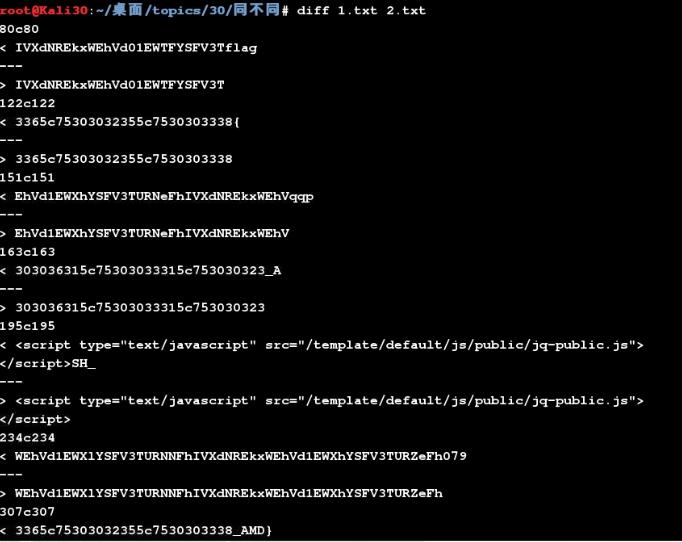 root@Kali30:~/桌面/topics/30/同不同# diff 1.txt 2.txt
80c80
< IVXdNREkxWEhVd01EWTFYSFV3Tflag
---
> IVXdNREkxWEhVd01EWTFYSFV3T
122c122
< 3365c75303032355c7530303338{
---
> 3365c75303032355c7530303338
151c151
< EhVd1EWXhYSFV3TURNeFhIVXdNREkxWEhVqqp
---
> EhVd1EWXhYSFV3TURNeFhIVXdNREkxWEhV
163c163
< 303036315c75303033315c753030323_A
---
> 303036315c75303033315c753030323
195c195
< <script type="text/javascript" src="/template/default/js/public/jq-public.js">
</script>SH_
---
> <script type="text/javascript" src="/template/default/js/public/jq-public.js">
</script>
234c234
< WEhVd1EWXlYSFV3TURNNFhIVXdNREkxWEhVd1EWXhYSFV3TURZeFh079
---
> WEhVd1EWXlYSFV3TURNNFhIVXdNREkxWEhVd1EWXhYSFV3TURZeFh
307c307
< 3365c75303032355c7530303338_AMD}